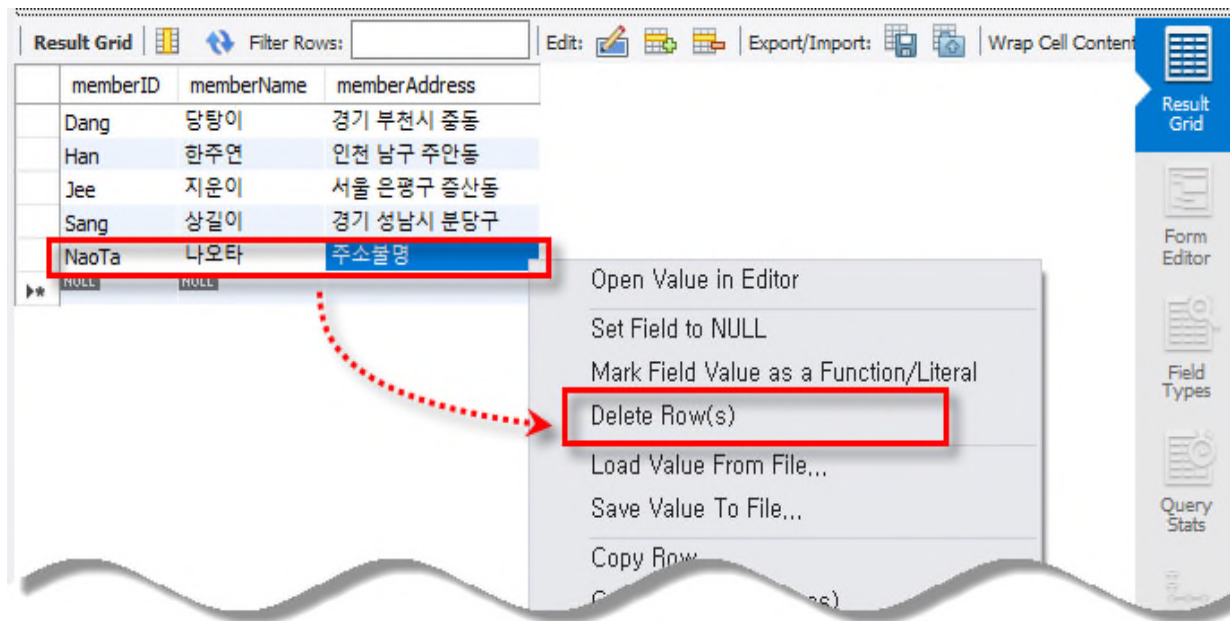 Result Grid Filter Rows: Edit: Export/Import: Wrap Cell Content
memberID memberName memberAddress
Dang 당탕이 경기 부천시 중동
Han 한주연 인천 남구 주안동
Jee 지운이 서울 은평구 증산동
Sang 상길이 경기 성남시 분당구
NaoTa 나오타 주소불명
NULL NULL
Open Value in Editor
Set Field to NULL
Mark Field Value as a Function/Literal
Delete Row(s)
Load Value From File...
Save Value To File...
Copy Row
Result
Grid
Form
Editor
Field
Types
Query
Stats